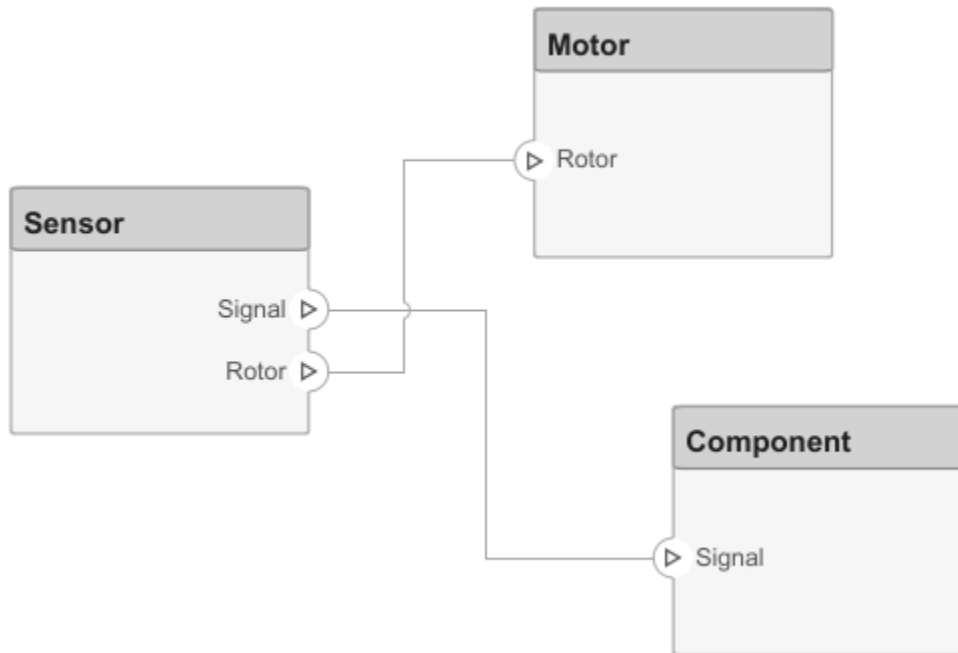 Motor
Rotor
Sensor
Signal
Rotor
Component
Signal